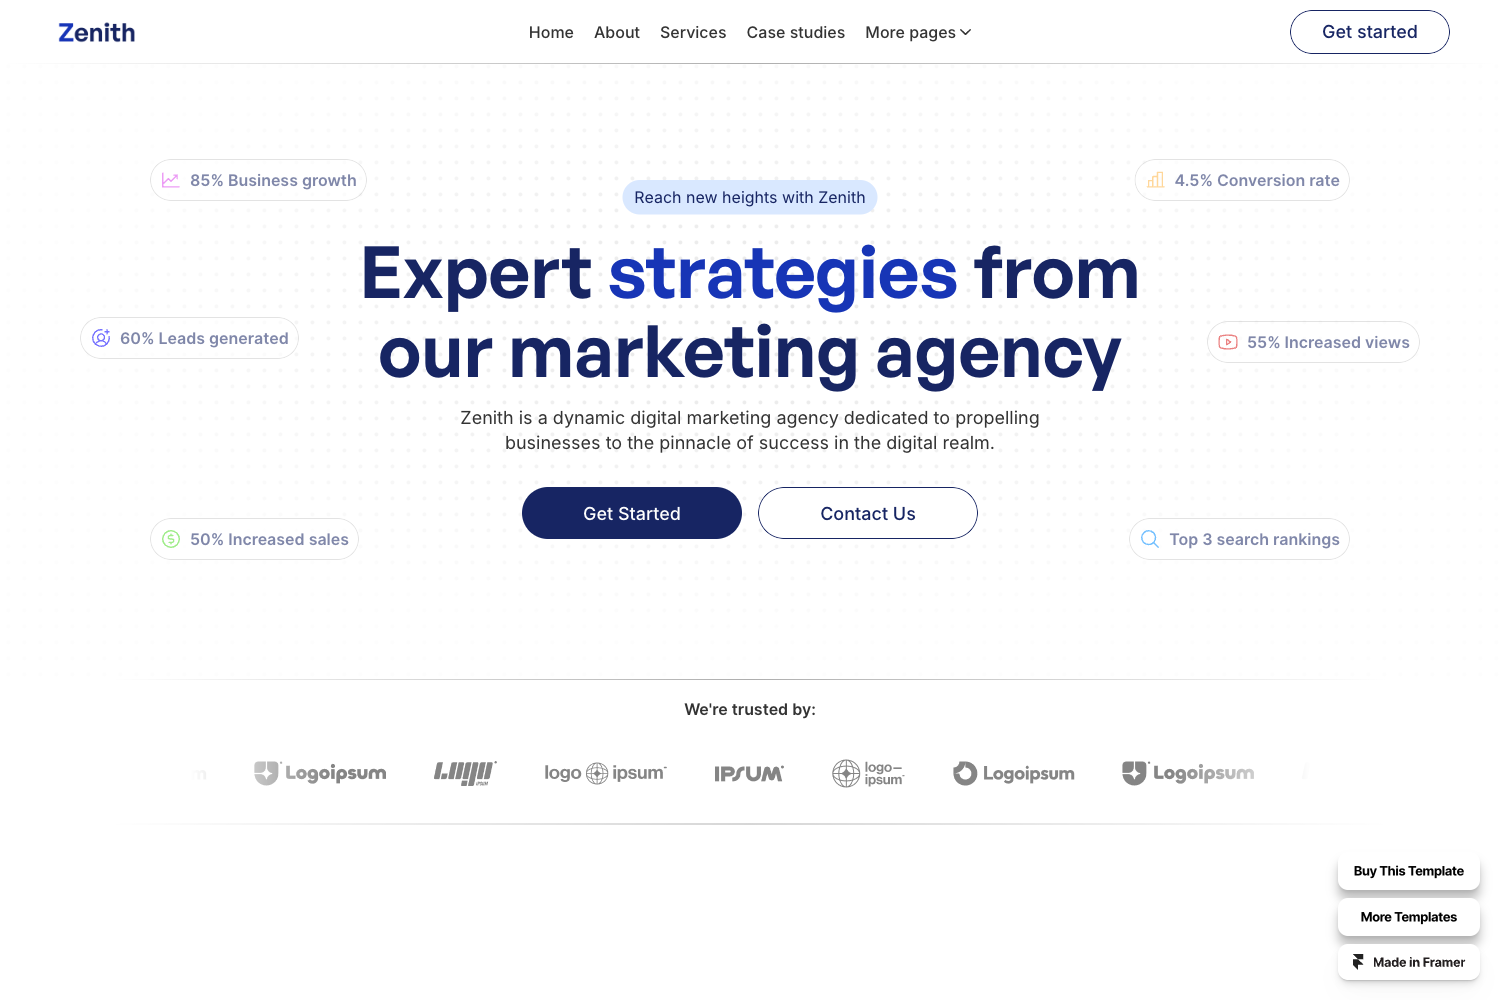 Zenith
Home
About
Services
Case studies
More pages
Get started
85% Business growth
4.5% Conversion rate
Reach new heights with Zenith
Expert strategies from
our marketing agency
60% Leads generated
55% Increased views
Zenith is a dynamic digital marketing agency dedicated to propelling
businesses to the pinnacle of success in the digital realm.
Get Started
Contact Us
50% Increased sales
Top 3 search rankings
We're trusted by:
Logoipsum
LOGO IPSUM
logo ipsum
IPSUM
logo—
ipsum
Logoipsum
Logoipsum
Buy This Template
More Templates
Made in Framer